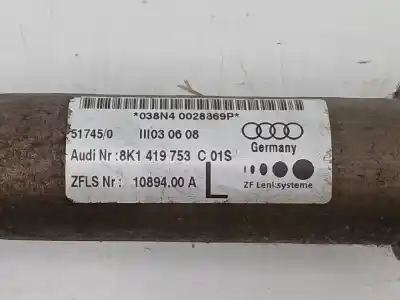 *038N4 0028369P*
51745/0 III03 06 08
Germany
Audi Nr: 8K1 419 753 C 01S
ZFLS Nr: 10894.00 A
L
ZF Lenksysteme